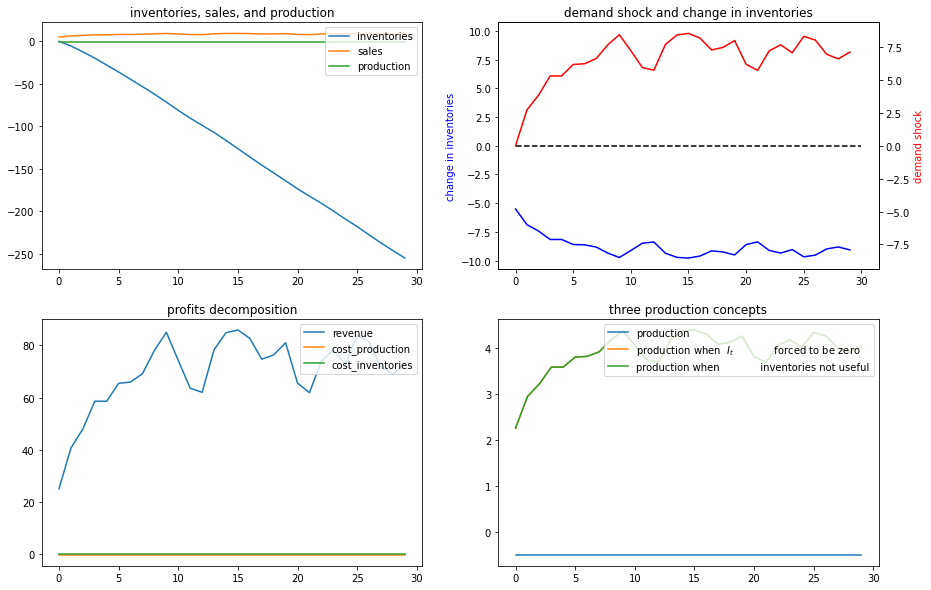 inventories, sales, and production
inventories
sales
production
0
−50
−100
−150
−200
−250
0 5 10 15 20 25 30
demand shock and change in inventories
change in inventories
10.0
7.5
5.0
2.5
0.0
−2.5
−5.0
−7.5
−10.0
7.5
5.0
2.5
0.0
−2.5
−5.0
−7.5
demand shock
0 5 10 15 20 25 30
profits decomposition
revenue
cost_production
cost_inventories
80
60
40
20
0
0 5 10 15 20 25 30
three production concepts
production
production when I_t forced to be zero
production when inventories not useful
4
3
2
1
0
0 5 10 15 20 25 30